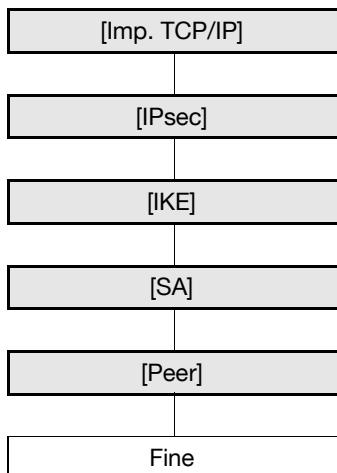 [Imp. TCP/IP]
[IPsec]
[IKE]
[SA]
[Peer]
Fine